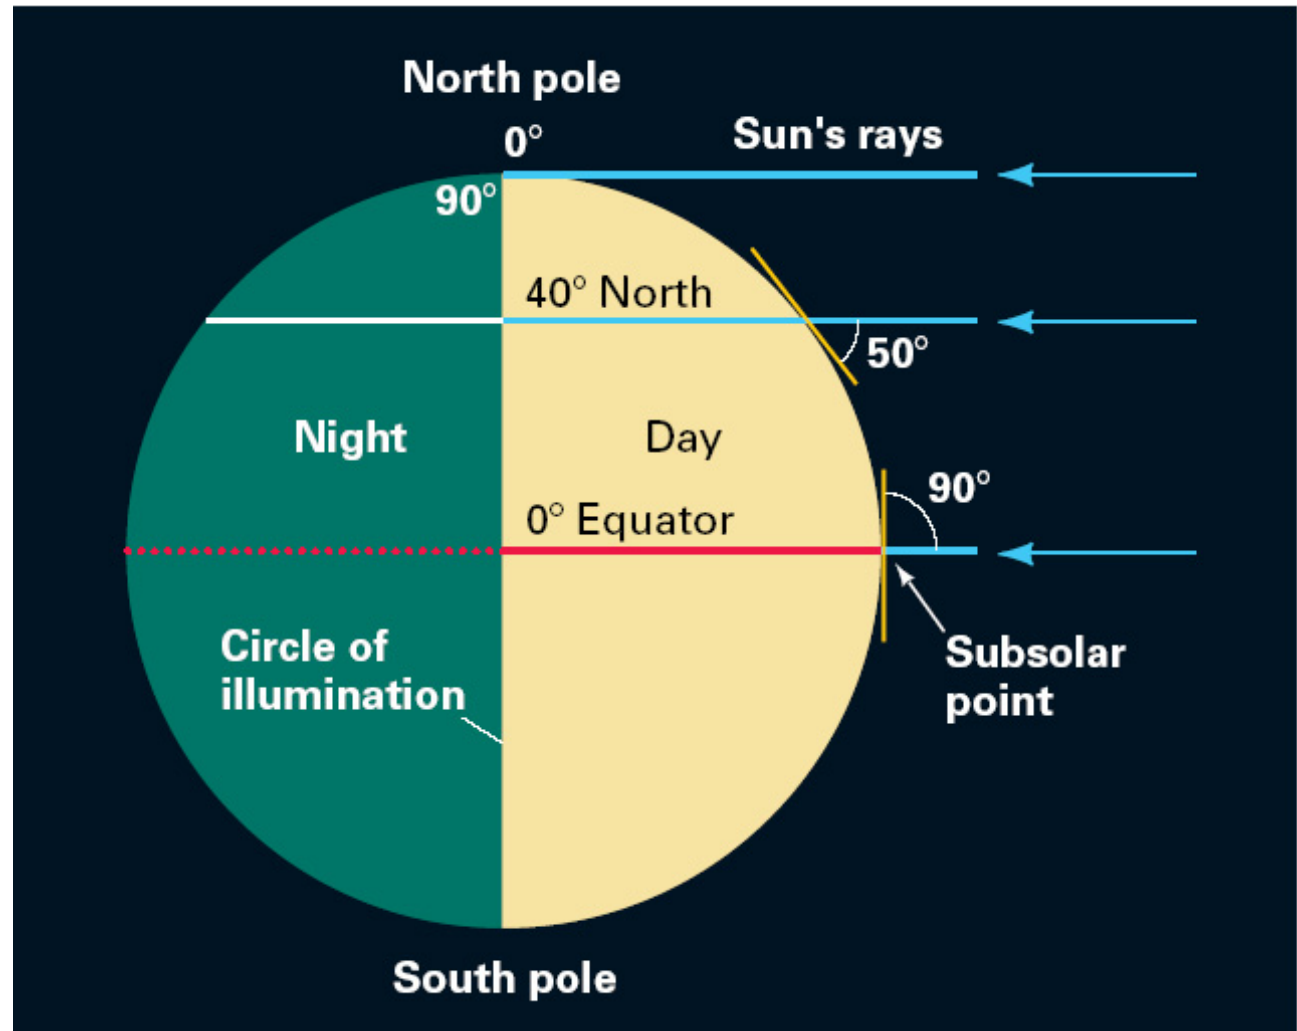 North pole
0°
Sun's rays
90°
40° North
50°
Night
Day
90°
0° Equator
Circle of
illumination
Subsolar
point
South pole